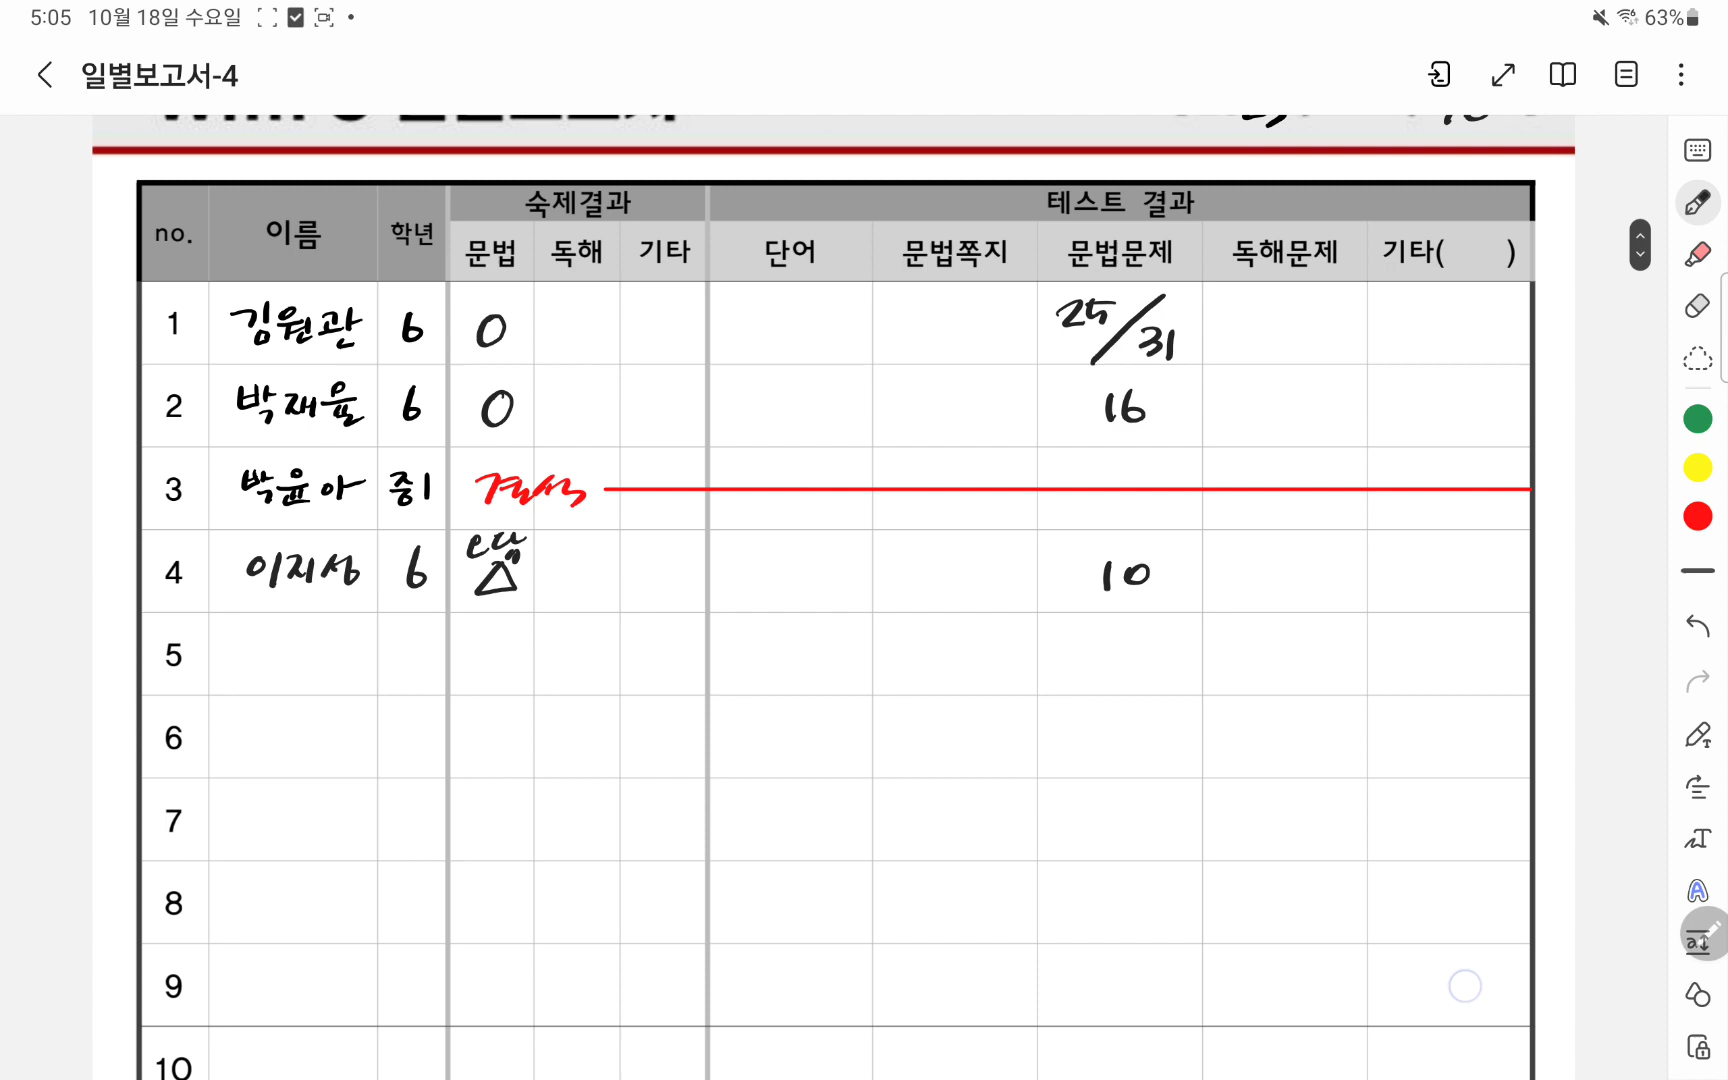 5:05 10월 18일 수요일 63%
일별보고서-4
no. 이름 학년 숙제결과 테스트 결과
문법 독해 기타 단어 문법쪽지 문법문제 독해문제 기타( )
1 김원관 6 O 25/31
2 박재율 6 O 16
3 박윤아 중1 결석
4 이지상 6 △ 10
5
6
7
8
9
10